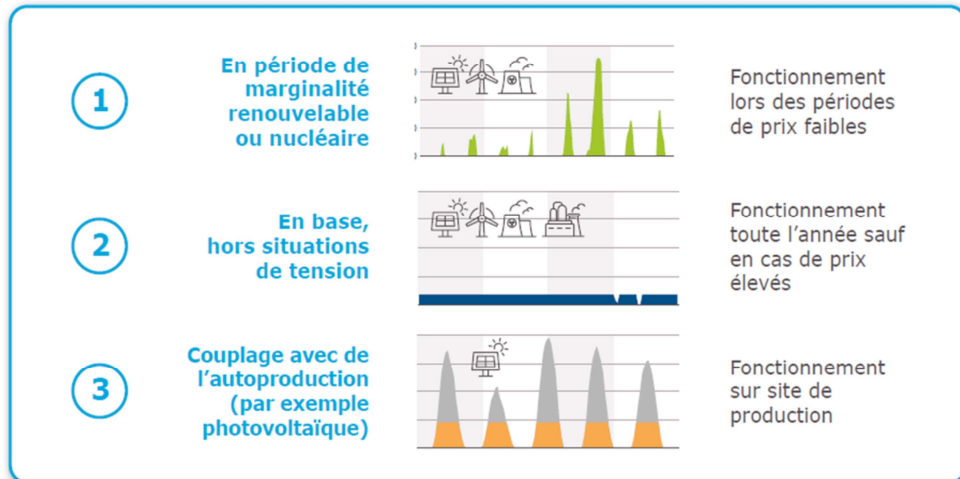 1
En période de
marginalité
renouvelable
ou nucléaire
Fonctionnement
lors des périodes
de prix faibles
2
En base,
hors situations
de tension
Fonctionnement
toute l'année sauf
en cas de prix
élevés
3
Couplage avec de
l'autoproduction
(par exemple
photovoltaïque)
Fonctionnement
sur site de
production